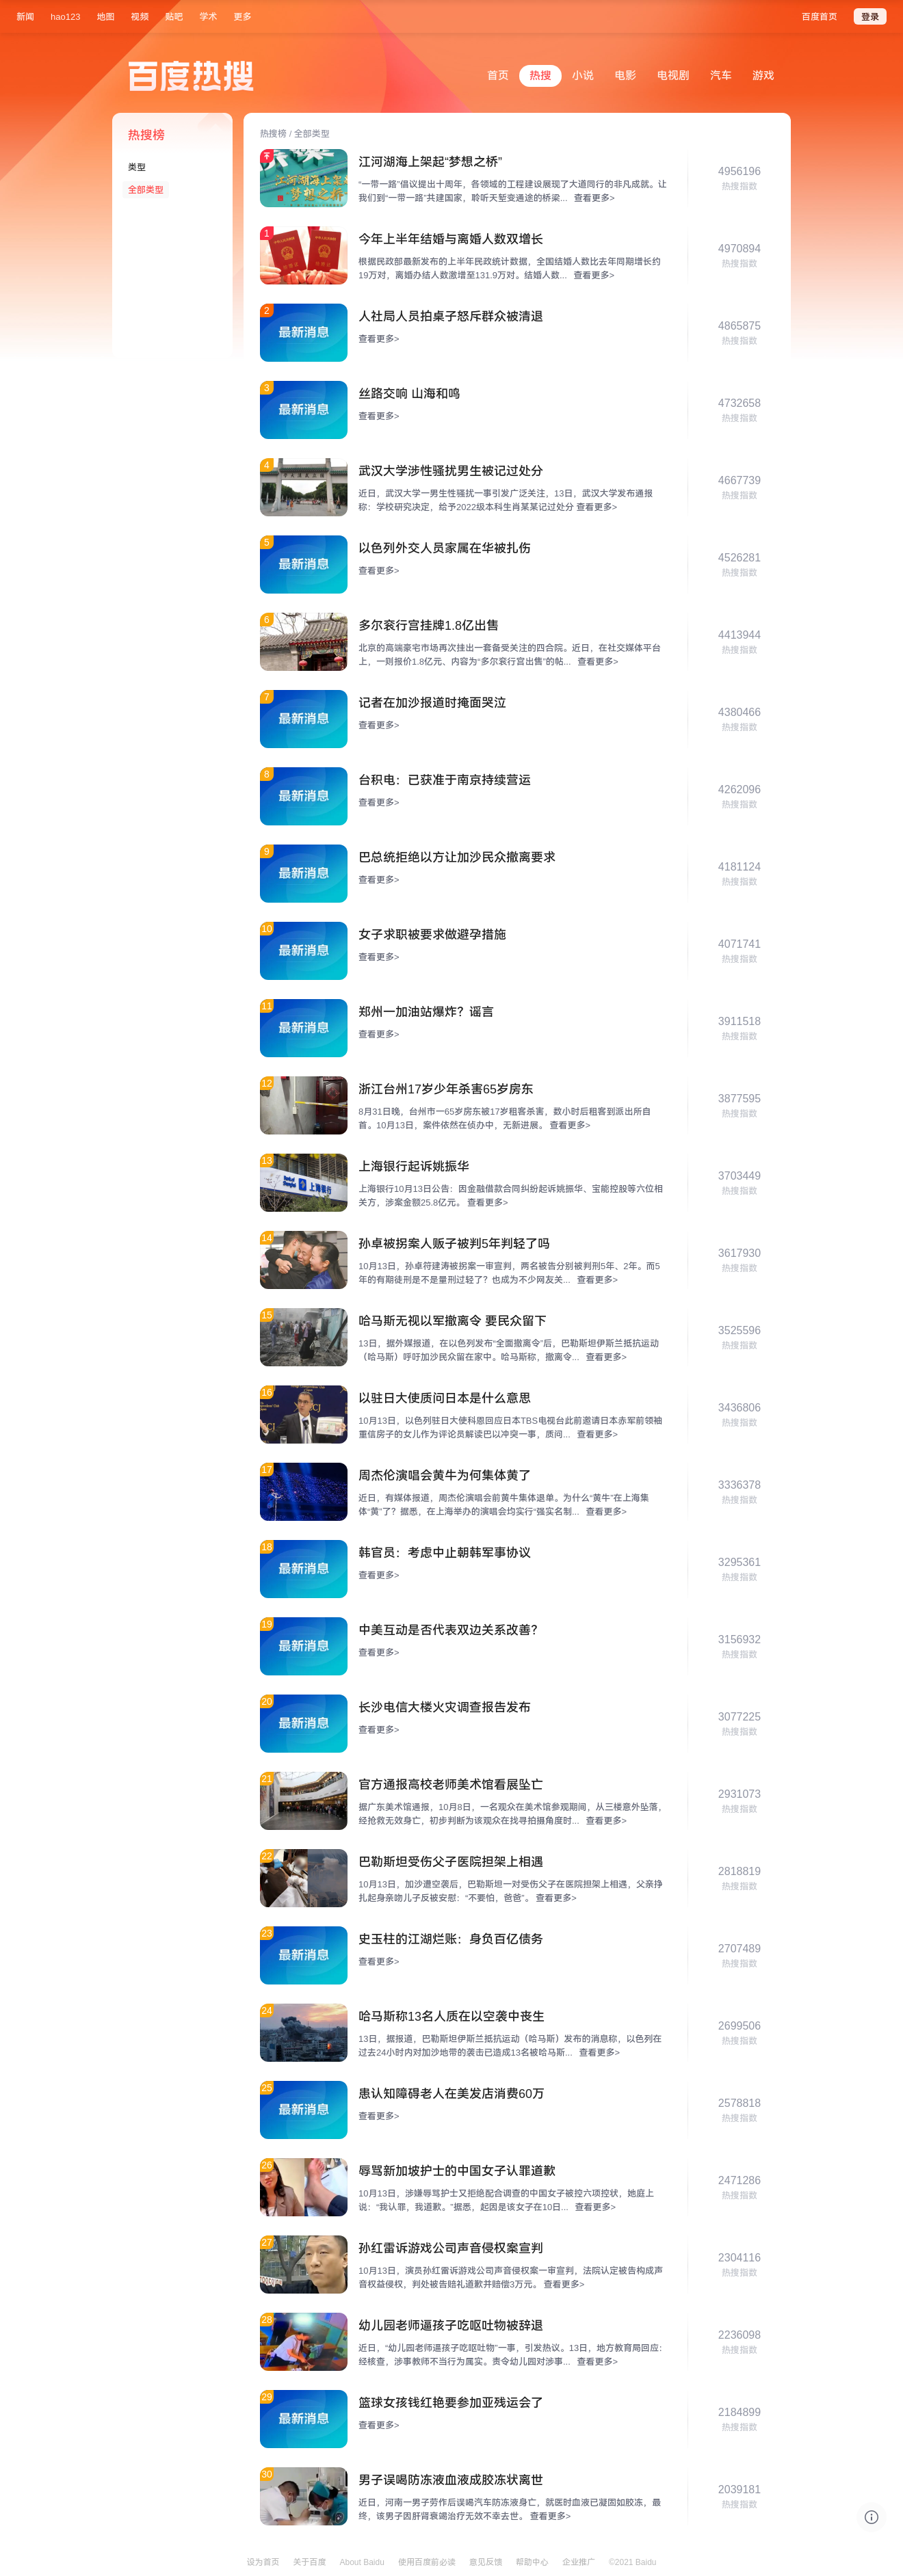 新闻 hao123 地图 视频 贴吧 学术 更多 百度首页 登录
百度热搜
首页 热搜 小说 电影 电视剧 汽车 游戏
热搜榜
类型
全部类型
热搜榜 / 全部类型
江河湖海上架起“梦想之桥”
“一带一路”倡议提出十周年，各领域的工程建设展现了大道同行的非凡成就。让
我们到“一带一路”共建国家，聆听天堑变通途的桥梁... 查看更多>
4956196
热搜指数
1
今年上半年结婚与离婚人数双增长
根据民政部最新发布的上半年民政统计数据，全国结婚人数比去年同期增长约
19万对，离婚办结人数激增至131.9万对。结婚人数... 查看更多>
4970894
热搜指数
2
最新消息
人社局人员拍桌子怒斥群众被清退
查看更多>
4865875
热搜指数
3
最新消息
丝路交响 山海和鸣
查看更多>
4732658
热搜指数
4
武汉大学涉性骚扰男生被记过处分
近日，武汉大学一男生性骚扰一事引发广泛关注，13日，武汉大学发布通报
称：学校研究决定，给予2022级本科生肖某某记过处分 查看更多>
4667739
热搜指数
5
最新消息
以色列外交人员家属在华被扎伤
查看更多>
4526281
热搜指数
6
多尔衮行宫挂牌1.8亿出售
北京的高端豪宅市场再次挂出一套备受关注的四合院。近日，在社交媒体平台
上，一则报价1.8亿元、内容为“多尔衮行宫出售”的帖... 查看更多>
4413944
热搜指数
7
最新消息
记者在加沙报道时掩面哭泣
查看更多>
4380466
热搜指数
8
最新消息
台积电：已获准于南京持续营运
查看更多>
4262096
热搜指数
9
最新消息
巴总统拒绝以方让加沙民众撤离要求
查看更多>
4181124
热搜指数
10
最新消息
女子求职被要求做避孕措施
查看更多>
4071741
热搜指数
11
最新消息
郑州一加油站爆炸？谣言
查看更多>
3911518
热搜指数
12
浙江台州17岁少年杀害65岁房东
8月31日晚，台州市一65岁房东被17岁租客杀害，数小时后租客到派出所自
首。10月13日，案件依然在侦办中，无新进展。 查看更多>
3877595
热搜指数
13
上海银行起诉姚振华
上海银行10月13日公告：因金融借款合同纠纷起诉姚振华、宝能控股等六位相
关方，涉案金额25.8亿元。 查看更多>
3703449
热搜指数
14
孙卓被拐案人贩子被判5年判轻了吗
10月13日，孙卓符建涛被拐案一审宣判，两名被告分别被判刑5年、2年。而5
年的有期徒刑是不是量刑过轻了？也成为不少网友关... 查看更多>
3617930
热搜指数
15
哈马斯无视以军撤离令 要民众留下
13日，据外媒报道，在以色列发布“全面撤离令”后，巴勒斯坦伊斯兰抵抗运动
（哈马斯）呼吁加沙民众留在家中。哈马斯称，撤离令... 查看更多>
3525596
热搜指数
16
以驻日大使质问日本是什么意思
10月13日，以色列驻日大使科恩回应日本TBS电视台此前邀请日本赤军前领袖
重信房子的女儿作为评论员解读巴以冲突一事，质问... 查看更多>
3436806
热搜指数
17
周杰伦演唱会黄牛为何集体黄了
近日，有媒体报道，周杰伦演唱会前黄牛集体退单。为什么“黄牛”在上海集
体“黄”了？据悉，在上海举办的演唱会均实行“强实名制... 查看更多>
3336378
热搜指数
18
最新消息
韩官员：考虑中止朝韩军事协议
查看更多>
3295361
热搜指数
19
最新消息
中美互动是否代表双边关系改善？
查看更多>
3156932
热搜指数
20
最新消息
长沙电信大楼火灾调查报告发布
查看更多>
3077225
热搜指数
21
官方通报高校老师美术馆看展坠亡
据广东美术馆通报，10月8日，一名观众在美术馆参观期间，从三楼意外坠落，
经抢救无效身亡，初步判断为该观众在找寻拍摄角度时... 查看更多>
2931073
热搜指数
22
巴勒斯坦受伤父子医院担架上相遇
10月13日，加沙遭空袭后，巴勒斯坦一对受伤父子在医院担架上相遇，父亲挣
扎起身亲吻儿子反被安慰：“不要怕，爸爸”。 查看更多>
2818819
热搜指数
23
最新消息
史玉柱的江湖烂账：身负百亿债务
查看更多>
2707489
热搜指数
24
哈马斯称13名人质在以空袭中丧生
13日，据报道，巴勒斯坦伊斯兰抵抗运动（哈马斯）发布的消息称，以色列在
过去24小时内对加沙地带的袭击已造成13名被哈马斯... 查看更多>
2699506
热搜指数
25
最新消息
患认知障碍老人在美发店消费60万
查看更多>
2578818
热搜指数
26
辱骂新加坡护士的中国女子认罪道歉
10月13日，涉嫌辱骂护士又拒绝配合调查的中国女子被控六项控状，她庭上
说：“我认罪，我道歉。”据悉，起因是该女子在10日... 查看更多>
2471286
热搜指数
27
孙红雷诉游戏公司声音侵权案宣判
10月13日，演员孙红雷诉游戏公司声音侵权案一审宣判，法院认定被告构成声
音权益侵权，判处被告赔礼道歉并赔偿3万元。 查看更多>
2304116
热搜指数
28
幼儿园老师逼孩子吃呕吐物被辞退
近日，“幼儿园老师逼孩子吃呕吐物”一事，引发热议。13日，地方教育局回应：
经核查，涉事教师不当行为属实。责令幼儿园对涉事... 查看更多>
2236098
热搜指数
29
最新消息
篮球女孩钱红艳要参加亚残运会了
查看更多>
2184899
热搜指数
30
男子误喝防冻液血液成胶冻状离世
近日，河南一男子劳作后误喝汽车防冻液身亡，就医时血液已凝固如胶冻，最
终，该男子因肝肾衰竭治疗无效不幸去世。 查看更多>
2039181
热搜指数
设为首页 关于百度 About Baidu 使用百度前必读 意见反馈 帮助中心 企业推广 ©2021 Baidu